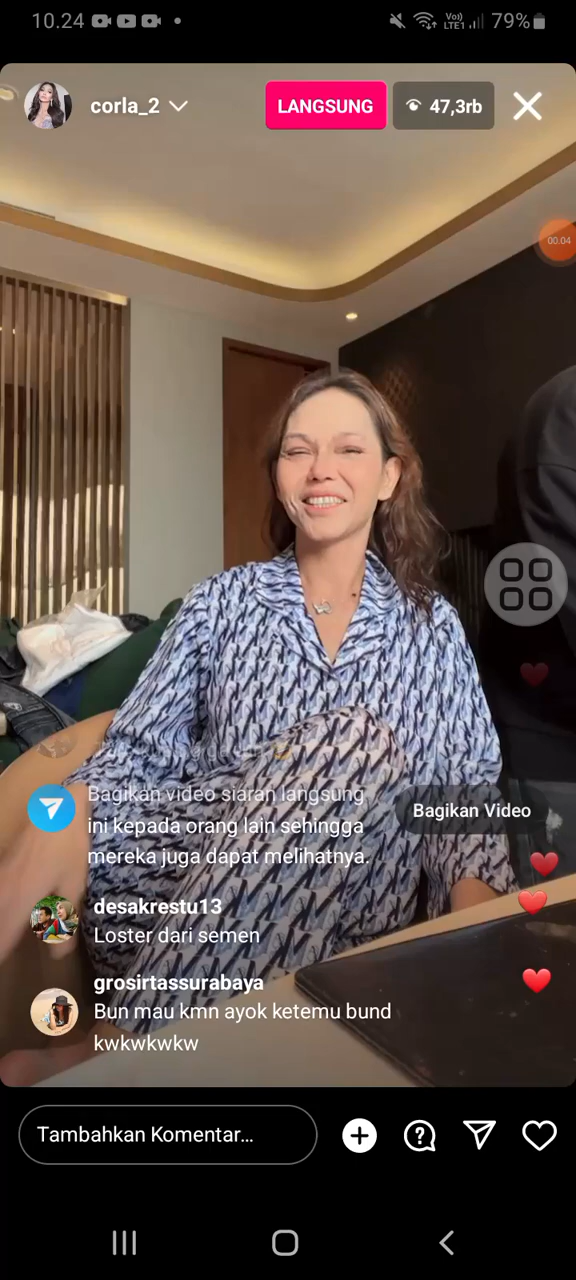 10.24
Vo)
LTE1
79%
corla_2
LANGSUNG
47,3rb
00.04
Bagikan video siaran langsung
ini kepada orang lain sehingga
mereka juga dapat melihatnya.
Bagikan Video
desakrestu13
Loster dari semen
grosirtassurabaya
Bun mau kmn ayok ketemu bund
kwkwkwkw
Tambahkan Komentar...